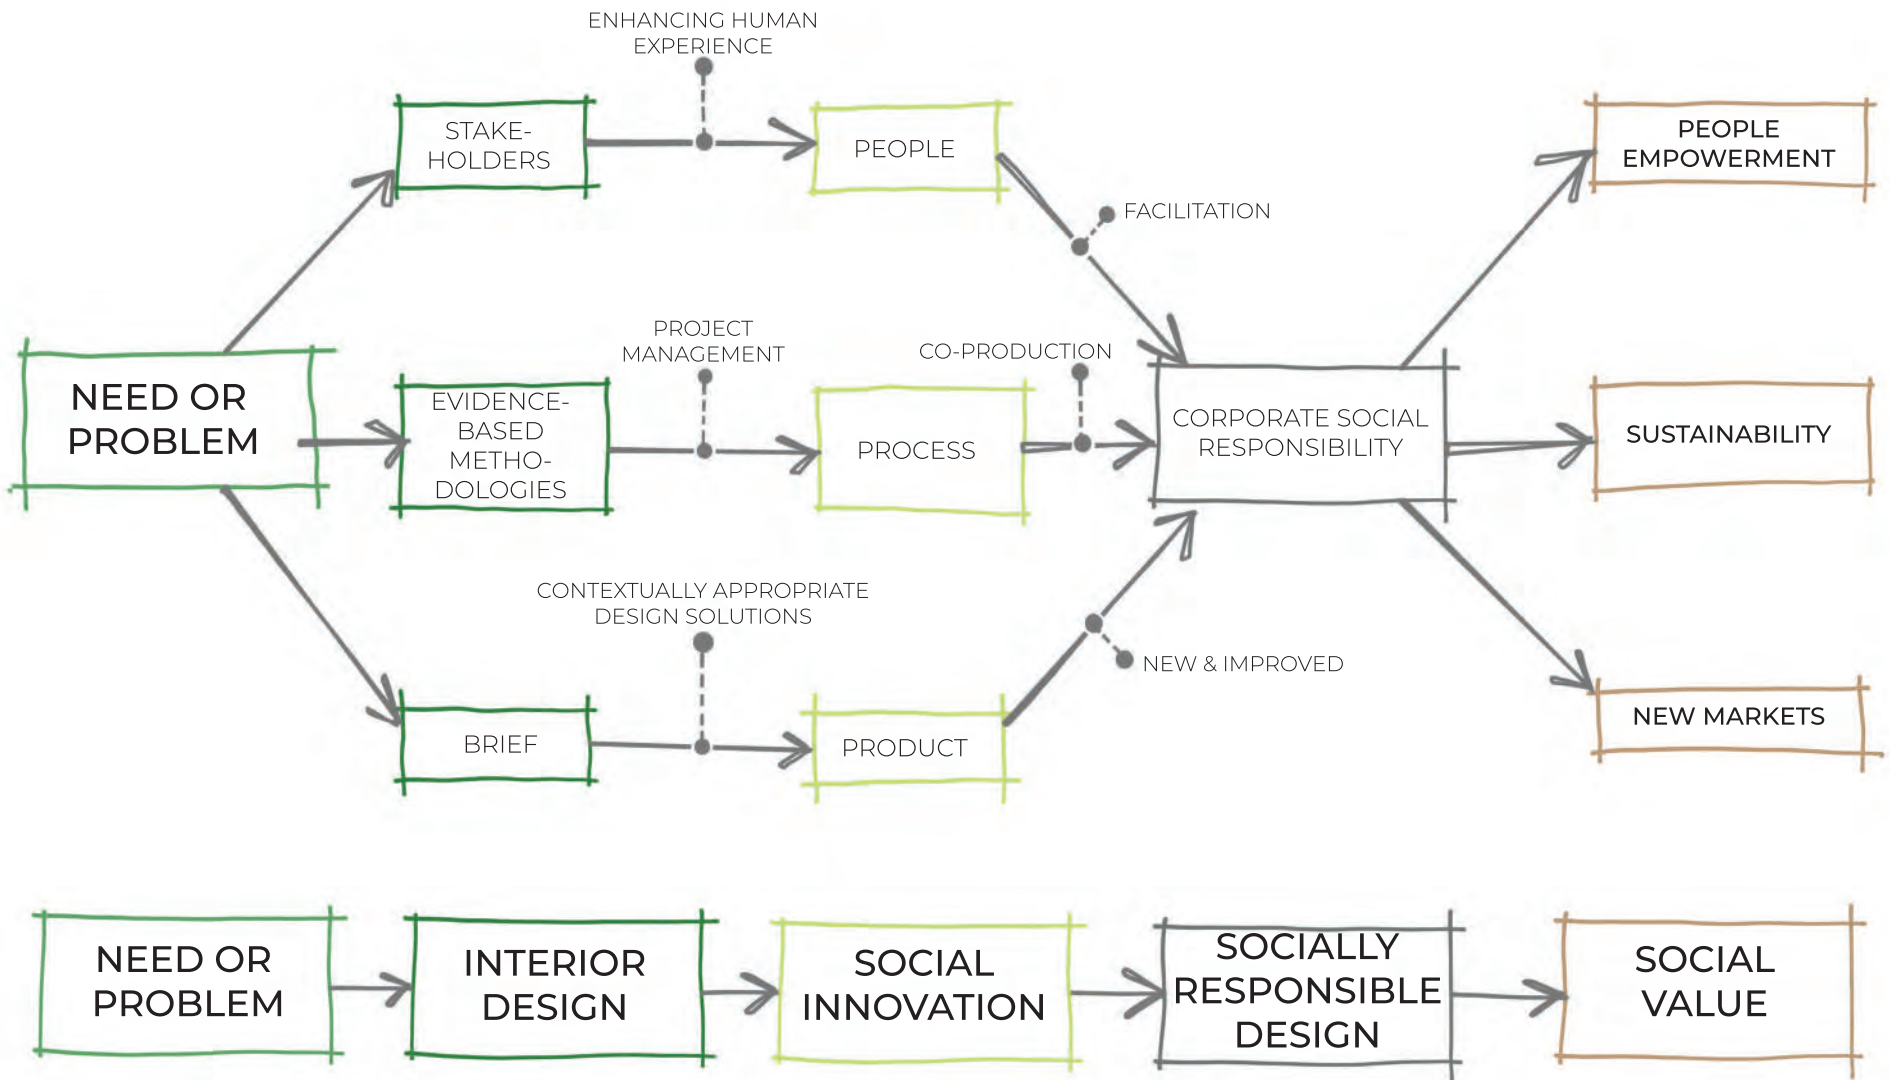 ENHANCING HUMAN
EXPERIENCE
STAKE-
HOLDERS
PEOPLE
FACILITATION
PEOPLE
EMPOWERMENT
NEED OR
PROBLEM
EVIDENCE-
BASED
METHO-
DOLOGIES
PROJECT
MANAGEMENT
PROCESS
CO-PRODUCTION
CORPORATE SOCIAL
RESPONSIBILITY
SUSTAINABILITY
CONTEXTUALLY APPROPRIATE
DESIGN SOLUTIONS
BRIEF
PRODUCT
NEW & IMPROVED
NEW MARKETS
NEED OR
PROBLEM
INTERIOR
DESIGN
SOCIAL
INNOVATION
SOCIALLY
RESPONSIBLE
DESIGN
SOCIAL
VALUE